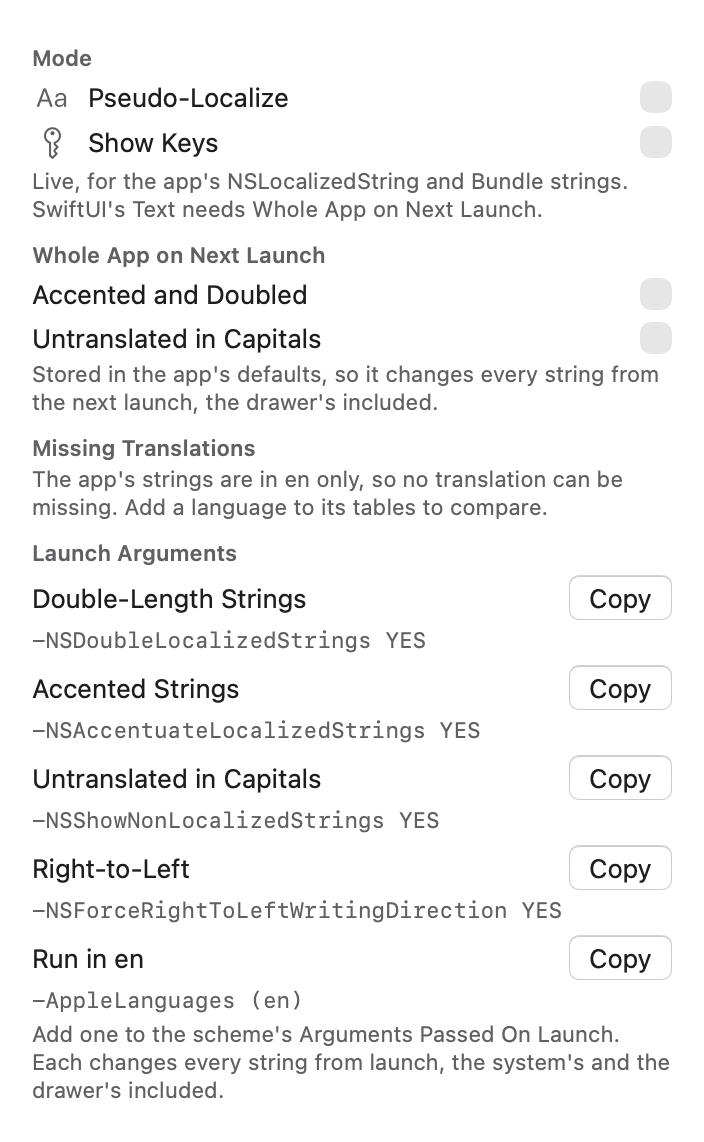 Mode
Aa Pseudo-Localize
Show Keys
Live, for the app's NSLocalizedString and Bundle strings.
SwiftUI's Text needs Whole App on Next Launch.
Whole App on Next Launch
Accented and Doubled
Untranslated in Capitals
Stored in the app's defaults, so it changes every string from
the next launch, the drawer's included.
Missing Translations
The app's strings are in en only, so no translation can be
missing. Add a language to its tables to compare.
Launch Arguments
Double-Length Strings Copy
–NSDoubleLocalizedStrings YES
Accented Strings Copy
–NSAccentuateLocalizedStrings YES
Untranslated in Capitals Copy
–NSShowNonLocalizedStrings YES
Right-to-Left Copy
–NSForceRightToLeftWritingDirection YES
Run in en Copy
–AppleLanguages (en)
Add one to the scheme's Arguments Passed On Launch.
Each changes every string from launch, the system's and the
drawer's included.